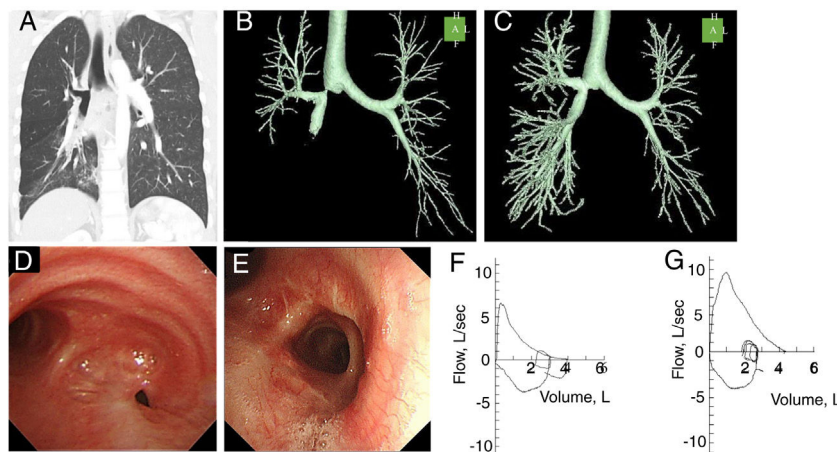 A
B
H
A L
F
C
H
A L
F
D
E
F
10
5
0
-5
-10
2 4 6
Flow, L/sec
Volume, L
G
10
5
0
-5
-10
2 4 6
Flow, L/sec
Volume, L